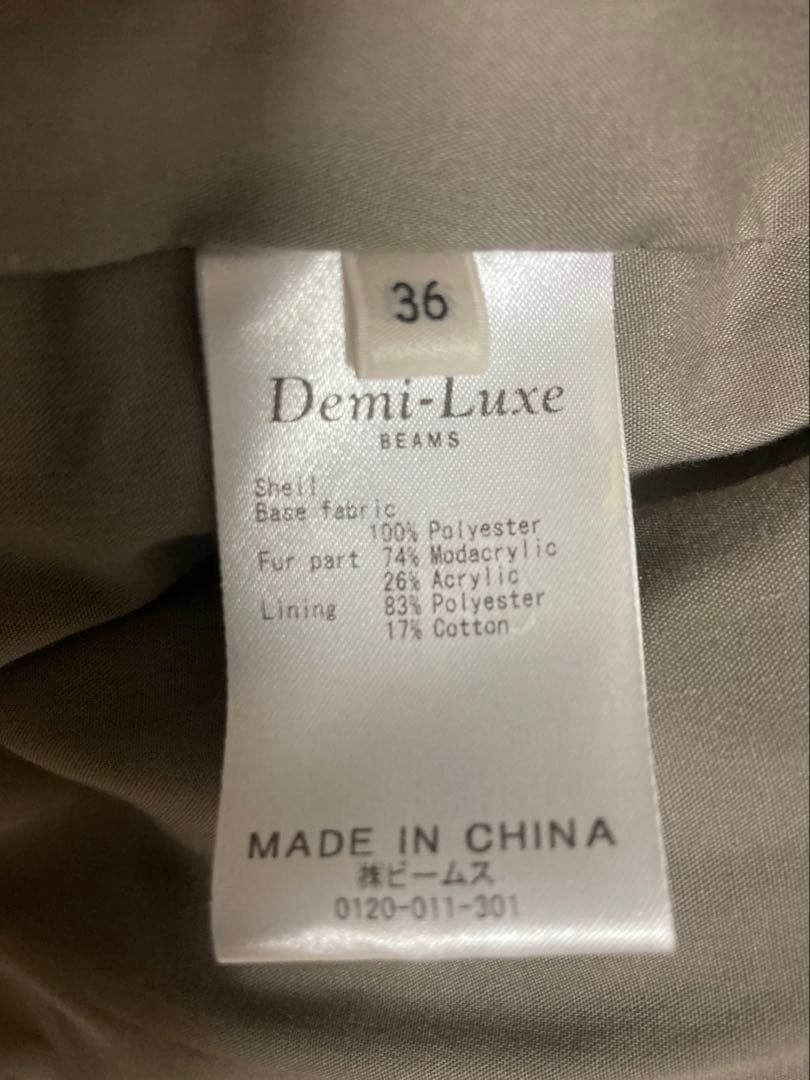 36
Demi-Luxe
BEAMS
Shell
Base fabric
100% Polyester
Fur part 74% Modacrylic
26% Acrylic
Lining 83% Polyester
17% Cotton
MADE IN CHINA
㈱ビームス
0120-011-301